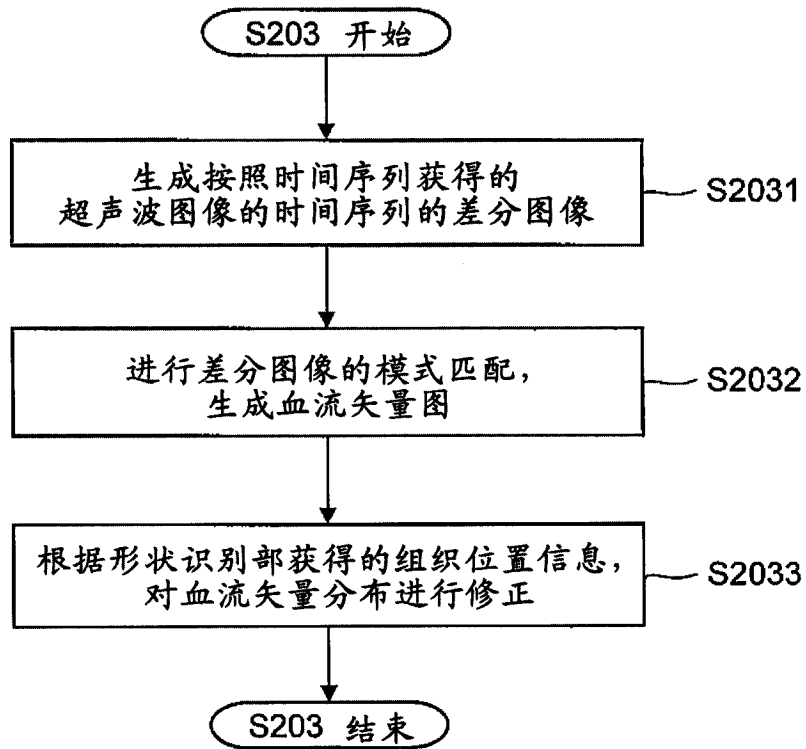 S203 开始
生成按照时间序列获得的
超声波图像的时间序列的差分图像
S2031
进行差分图像的模式匹配，
生成血流矢量图
S2032
根据形状识别部获得的组织位置信息，
对血流矢量分布进行修正
S2033
S203 结束